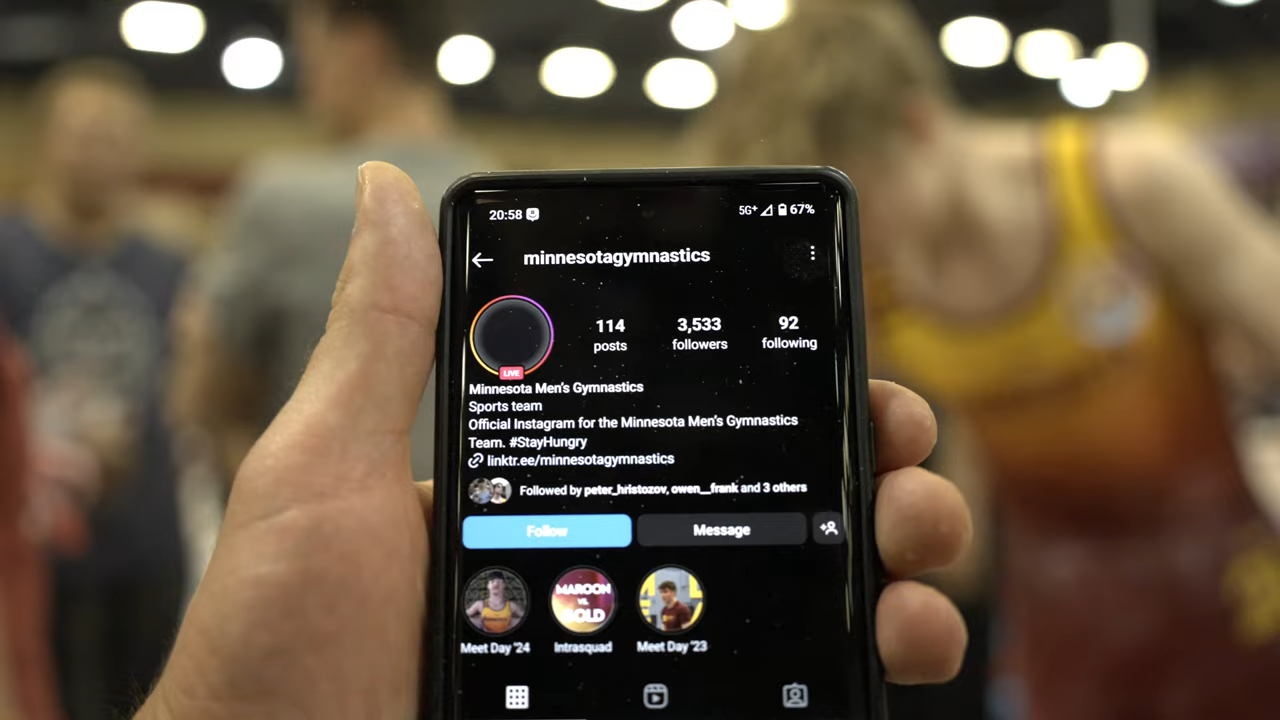 20:58 5G+ 67%
minnesotagymnastics
114 3,533 92
posts followers following
LIVE
Minnesota Men's Gymnastics
Sports team
Official Instagram for the Minnesota Men's Gymnastics
Team. #StayHungry
linktr.ee/minnesotagymnastics
Followed by peter_hristozov, owen__frank and 3 others
Follow Message
MAROON
VS.
GOLD
Meet Day '24 Intrasquad Meet Day '23